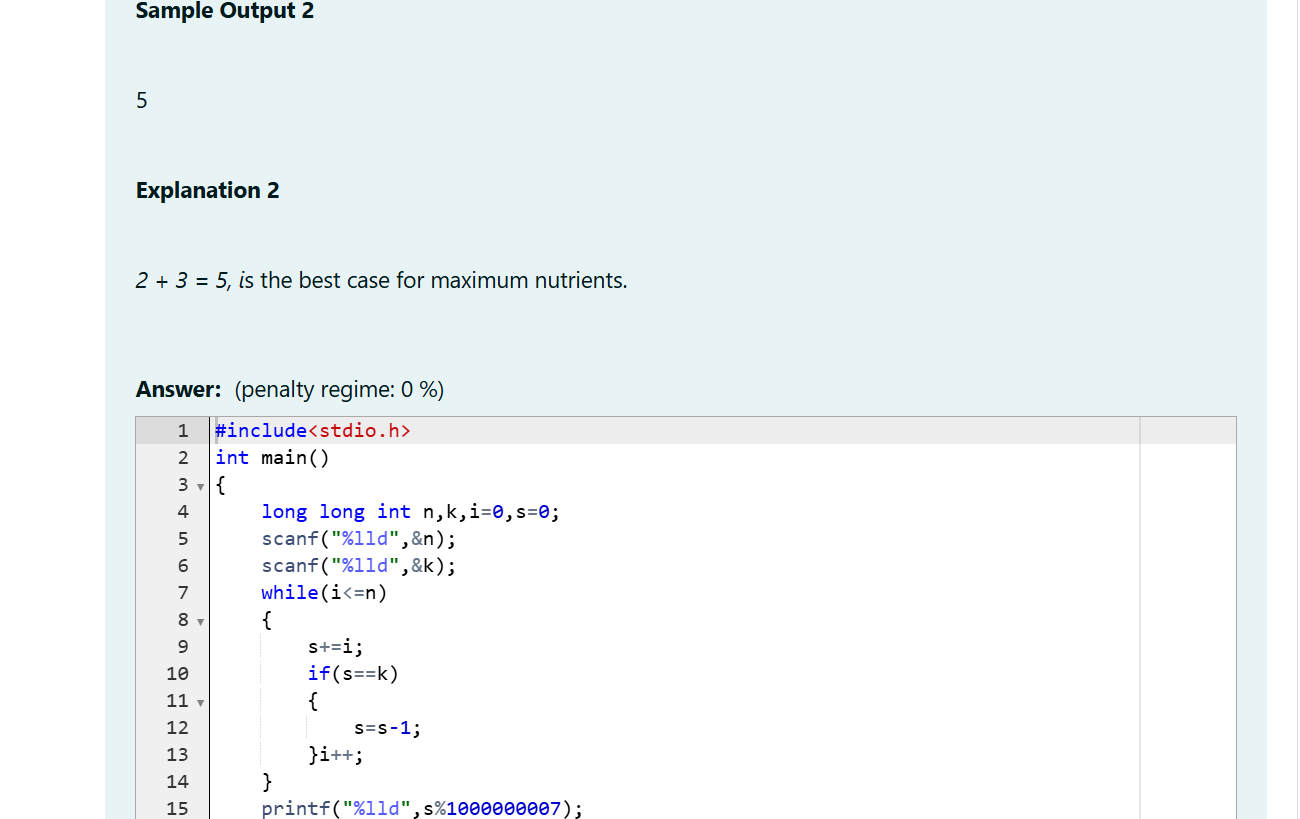 Sample Output 2
5
Explanation 2
2 + 3 = 5, is the best case for maximum nutrients.
Answer: (penalty regime: 0 %)
1 #include<stdio.h>
2 int main()
3 {
4     long long int n,k,i=0,s=0;
5     scanf("%lld",&n);
6     scanf("%lld",&k);
7     while(i<=n)
8     {
9         s+=i;
10         if(s==k)
11         {
12             s=s-1;
13         }i++;
14     }
15     printf("%lld",s%1000000007);